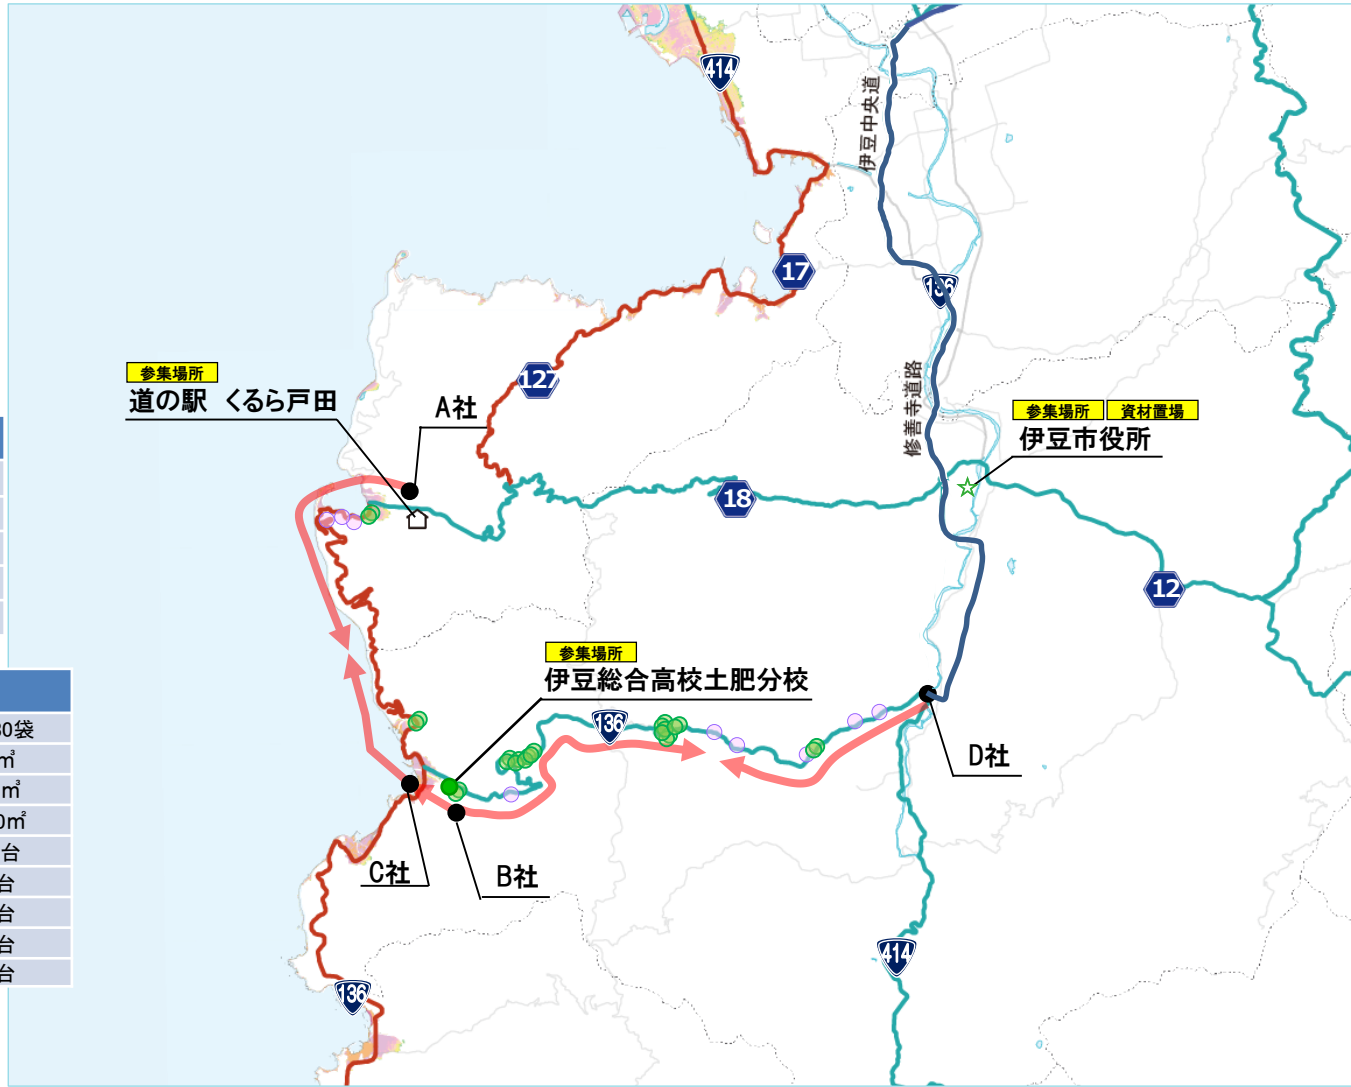 414
伊豆中央道
17
136
127
参集場所
道の駅 くるら戸田
A社
修善寺道路
参集場所 資材置場
伊豆市役所
18
12
参集場所
伊豆総合高校土肥分校
136
D社
C社
B社
414
136
30袋
㎥
㎥
0㎡
台
台
台
台
台